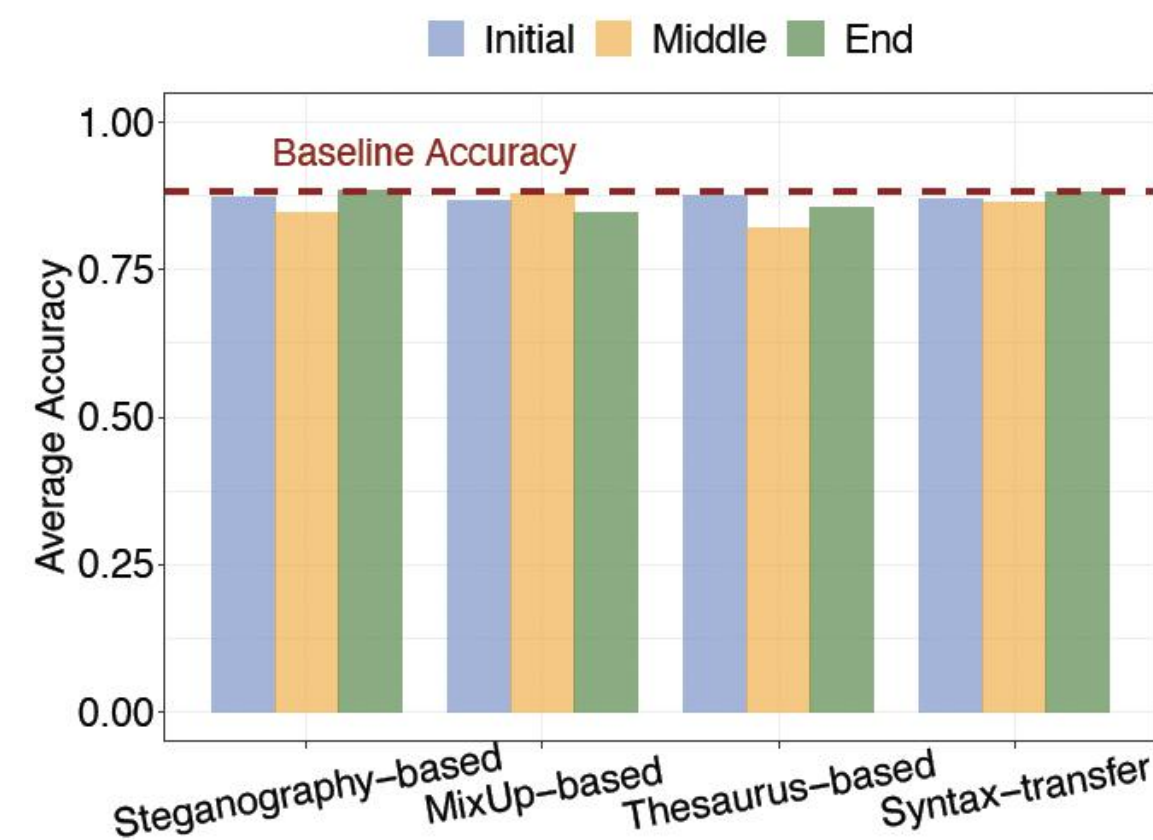 Initial Middle End
1.00
Baseline Accuracy
0.75
0.50
0.25
0.00
Average Accuracy
Steganography-based
MixUp-based
Thesaurus-based
Syntax-transfer